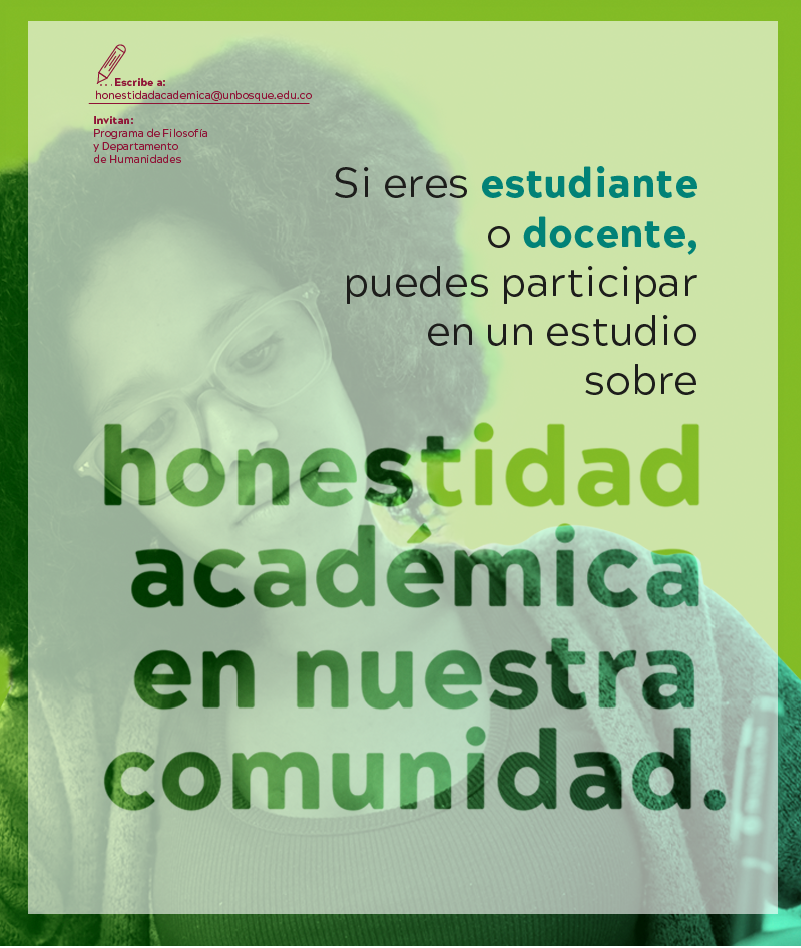 ...Escribe a:
honestidadacademica@unbosque.edu.co
Invitan:
Programa de Filosofía
y Departamento
de Humanidades
Si eres estudiante
o docente,
puedes participar
en un estudio
sobre
honestidad
académica
en nuestra
comunidad.